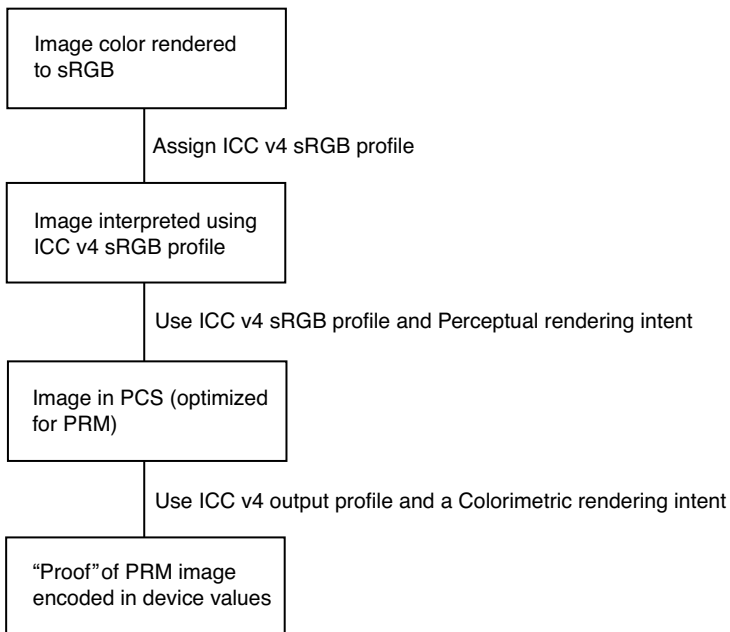 Image color rendered
to sRGB
Assign ICC v4 sRGB profile
Image interpreted using
ICC v4 sRGB profile
Use ICC v4 sRGB profile and Perceptual rendering intent
Image in PCS (optimized
for PRM)
Use ICC v4 output profile and a Colorimetric rendering intent
“Proof” of PRM image
encoded in device values